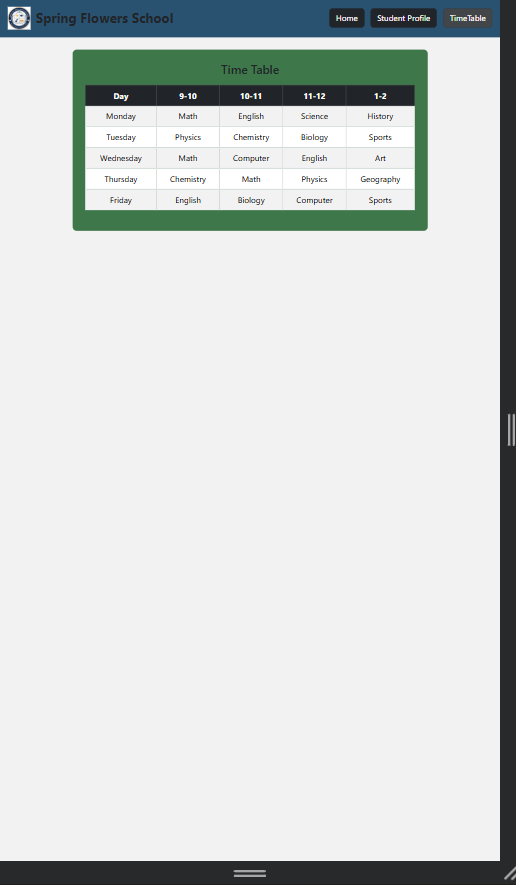 Spring Flowers School Home Student Profile TimeTable
Time Table
Day 9-10 10-11 11-12 1-2
Monday Math English Science History
Tuesday Physics Chemistry Biology Sports
Wednesday Math Computer English Art
Thursday Chemistry Math Physics Geography
Friday English Biology Computer Sports